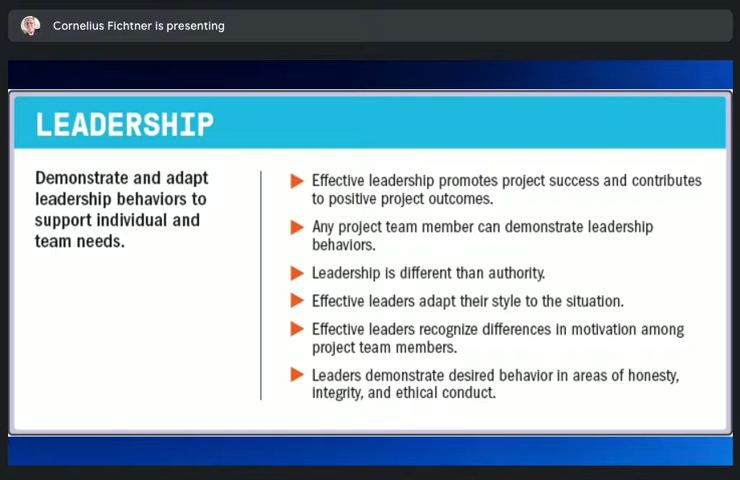 Cornelius Fichtner is presenting
LEADERSHIP
Demonstrate and adapt
leadership behaviors to
support individual and
team needs.
Effective leadership promotes project success and contributes
to positive project outcomes.
Any project team member can demonstrate leadership
behaviors.
Leadership is different than authority.
Effective leaders adapt their style to the situation.
Effective leaders recognize differences in motivation among
project team members.
Leaders demonstrate desired behavior in areas of honesty,
integrity, and ethical conduct.